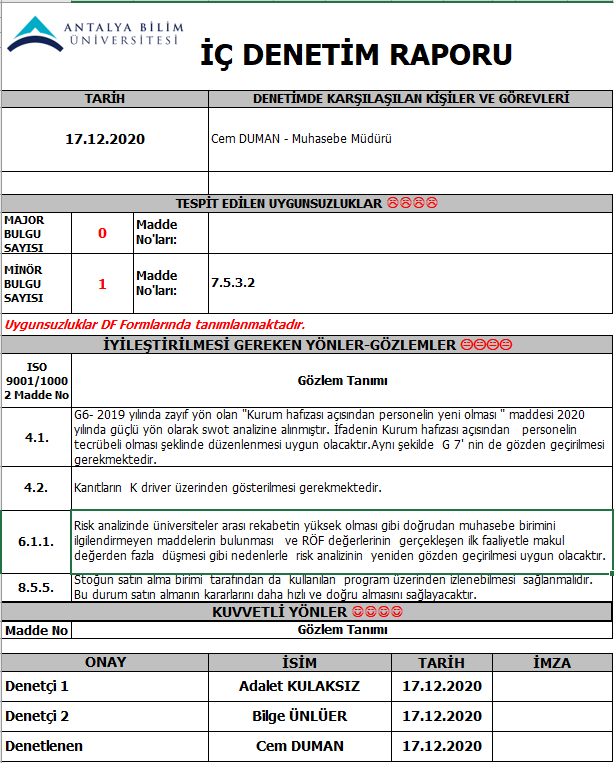 ANTALYA BİLİM
ÜNİVERSİTESİ
İÇ DENETİM RAPORU
TARİH
DENETİMDE KARŞILAŞILAN KİŞİLER VE GÖREVLERİ
17.12.2020
Cem DUMAN - Muhasebe Müdürü
TESPİT EDİLEN UYGUNSUZLUKLAR
MAJOR
BULGU
SAYISI
0
Madde
No'ları:
MİNÖR
BULGU
SAYISI
1
Madde
No'ları:
7.5.3.2
Uygunsuzluklar DF Formlarında tanımlanmaktadır.
İYİLEŞTİRİLMESİ GEREKEN YÖNLER-GÖZLEMLER
ISO
9001/1000
2 Madde No
Gözlem Tanımı
4.1.
G6- 2019 yılında zayıf yön olan "Kurum hafızası açısından personelin yeni olması " maddesi 2020
yılında güçlü yön olarak swot analizine alınmıştır. İfadenin Kurum hafızası açısından personelin
tecrübeli olması şeklinde düzenlenmesi uygun olacaktır.Aynı şekilde G 7' nin de gözden geçirilmesi
gerekmektedir.
4.2.
Kanıtların K driver üzerinden gösterilmesi gerekmektedir.
6.1.1.
Risk analizinde üniversiteler arası rekabetin yüksek olması gibi doğrudan muhasebe birimini
ilgilendirmeyen maddelerin bulunması ve RÖF değerlerinin gerçekleşen ilk faaliyetle makul
değerden fazla düşmesi gibi nedenlerle risk analizinin yeniden gözden geçirilmesi uygun olacaktır.
8.5.5.
Stoğun satın alma birimi tarafından da kullanılan program üzerinden izlenebilmesi sağlanmalıdır.
Bu durum satın almanın kararlarını daha hızlı ve doğru almasını sağlayacaktır.
KUVVETLİ YÖNLER
Madde No
Gözlem Tanımı
ONAY
İSİM
TARİH
İMZA
Denetçi 1
Adalet KULAKSIZ
17.12.2020
Denetçi 2
Bilge ÜNLÜER
17.12.2020
Denetlenen
Cem DUMAN
17.12.2020